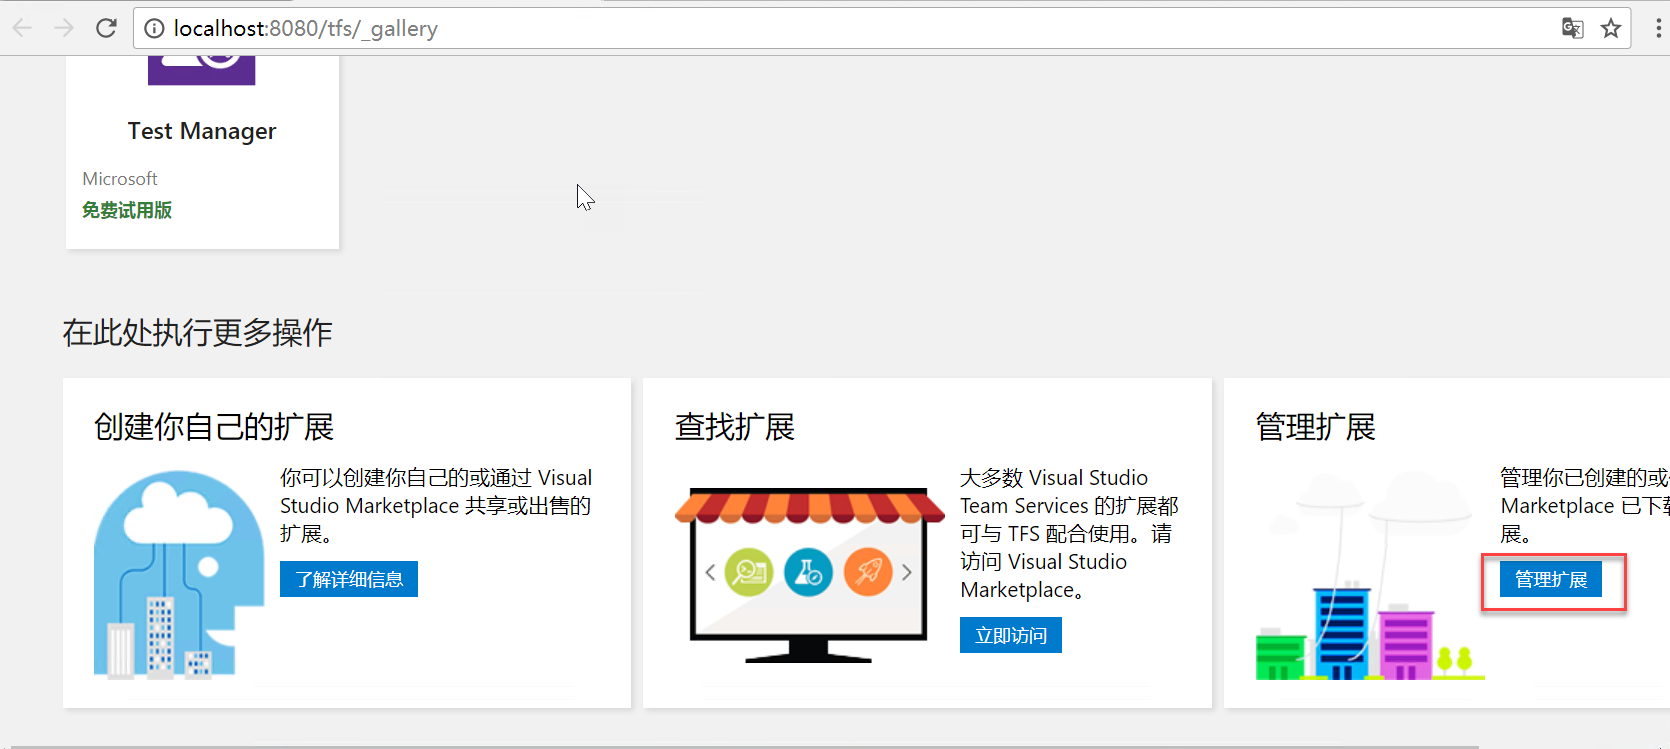 localhost:8080/tfs/_gallery
Test Manager
Microsoft
免费试用版
在此处执行更多操作
创建你自己的扩展
你可以创建你自己的或通过 Visual
Studio Marketplace 共享或出售的
扩展。
了解详细信息
查找扩展
大多数 Visual Studio
Team Services 的扩展都
可与 TFS 配合使用。请
访问 Visual Studio
Marketplace。
立即访问
管理扩展
管理你已创建的或
Marketplace 已下
展。
管理扩展